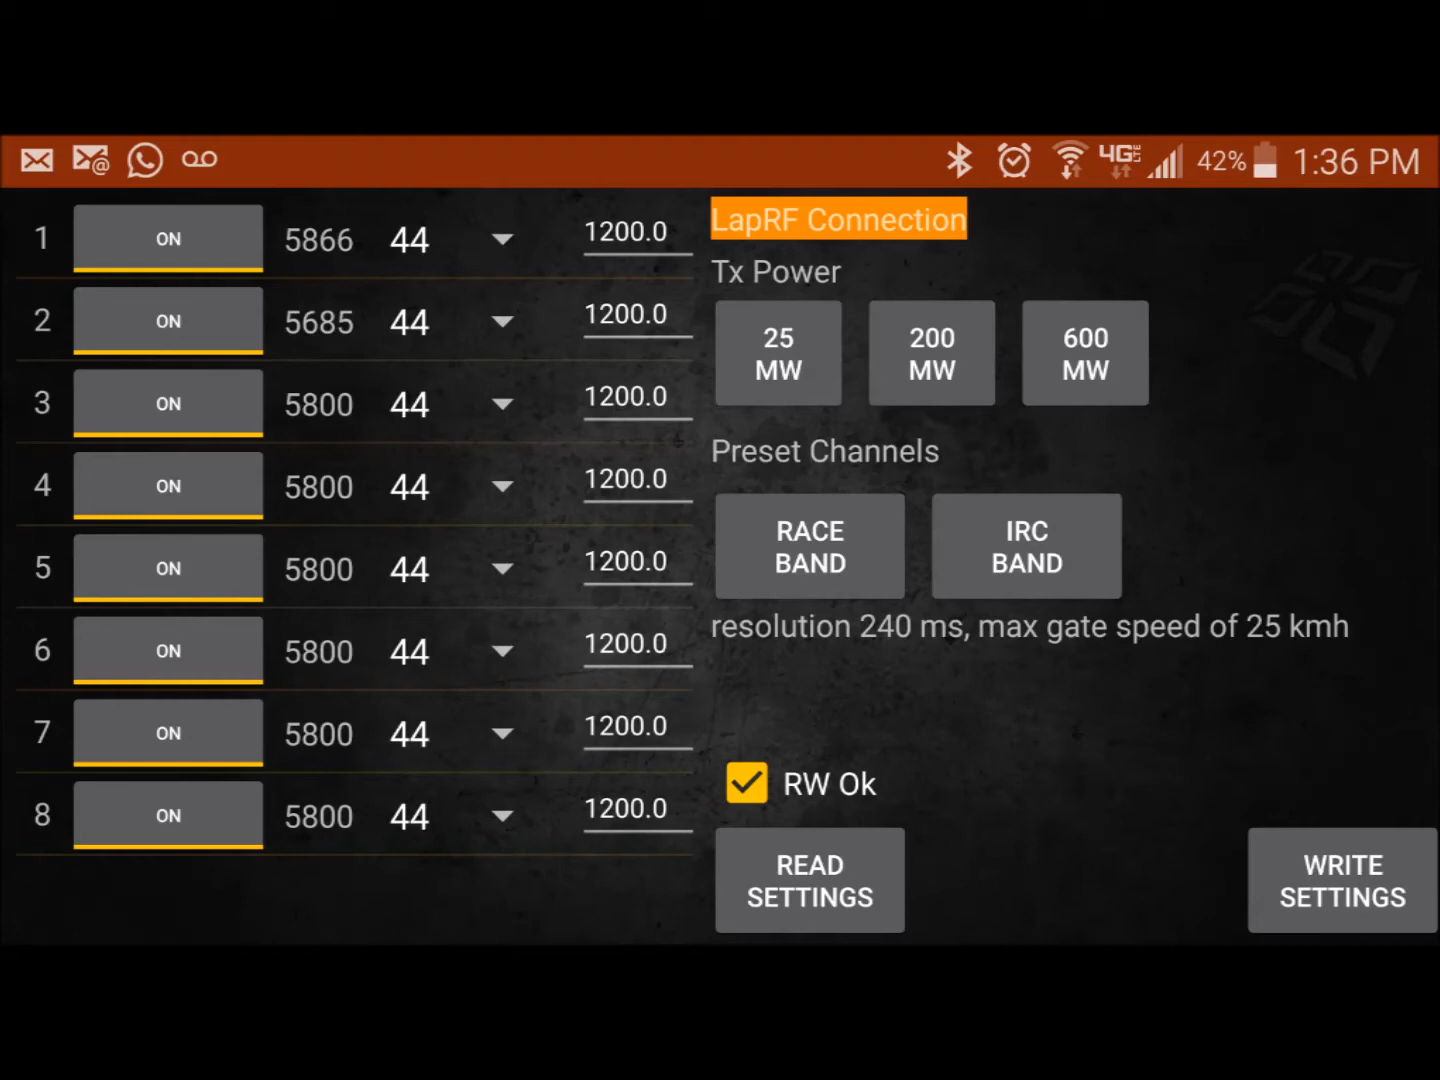 4G LTE 42% 1:36 PM
1 ON 5866 44 1200.0
2 ON 5685 44 1200.0
3 ON 5800 44 1200.0
4 ON 5800 44 1200.0
5 ON 5800 44 1200.0
6 ON 5800 44 1200.0
7 ON 5800 44 1200.0
8 ON 5800 44 1200.0
LapRF Connection
Tx Power
25 MW
200 MW
600 MW
Preset Channels
RACE BAND
IRC BAND
resolution 240 ms, max gate speed of 25 kmh
RW Ok
READ SETTINGS
WRITE SETTINGS